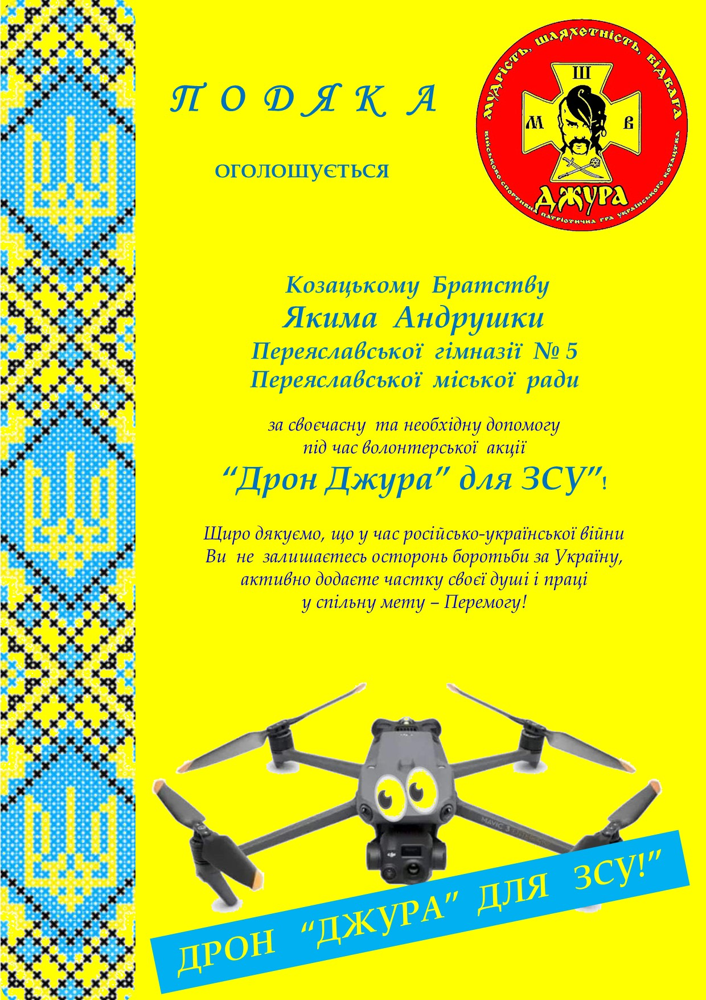 П О Д Я К А
оголошується
мудрість, шляхетність, відвага
Ш
М В
ДЖУРА
військово-спортивна патріотична гра українського козацтва
Козацькому Братству
Якима Андрушки
Переяславської гімназії № 5
Переяславської міської ради
за своєчасну та необхідну допомогу
під час волонтерської акції
“Дрон Джура” для ЗСУ”!
Щиро дякуємо, що у час російсько-української війни
Ви не залишаєтесь осторонь боротьби за Україну,
активно додаєте частку своєї душі і праці
у спільну мету – Перемогу!
MAVIC 3
dji
ДРОН “ДЖУРА” ДЛЯ ЗСУ!”